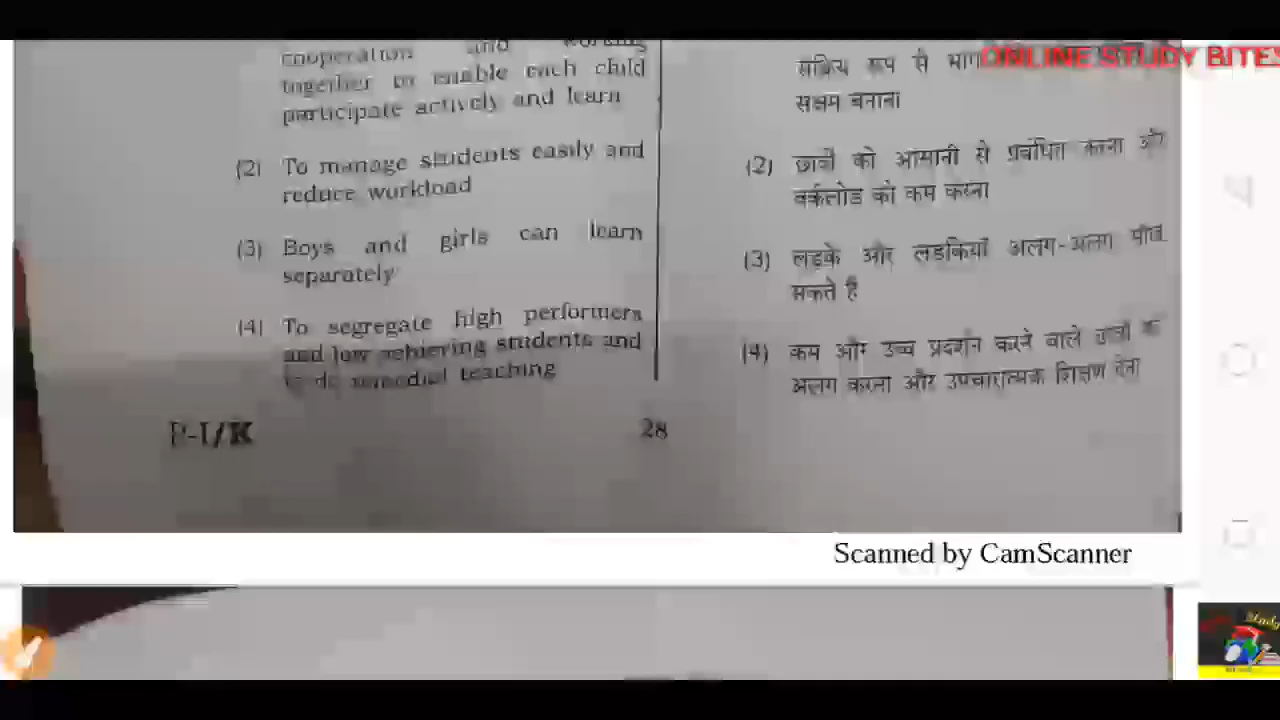 cooperation and working
together to enable each child
participate actively and learn
(2) To manage students easily and
reduce workload
(3) Boys and girls can learn
separately
(4) To segregate high performers
and low achieving students and
to do remedial teaching
P-I/K
28
सक्रिय रूप से भाग
सक्षम बनाना
(2) छात्रों को आसानी से प्रबंधित करना और
वर्कलोड को कम करना
(3) लड़के और लड़कियाँ अलग-अलग सीख
सकते हैं
(4) कम और उच्च प्रदर्शन करने वाले छात्रों को
अलग करना और उपचारात्मक शिक्षण देना
ONLINE STUDY BITES
Scanned by CamScanner
Study